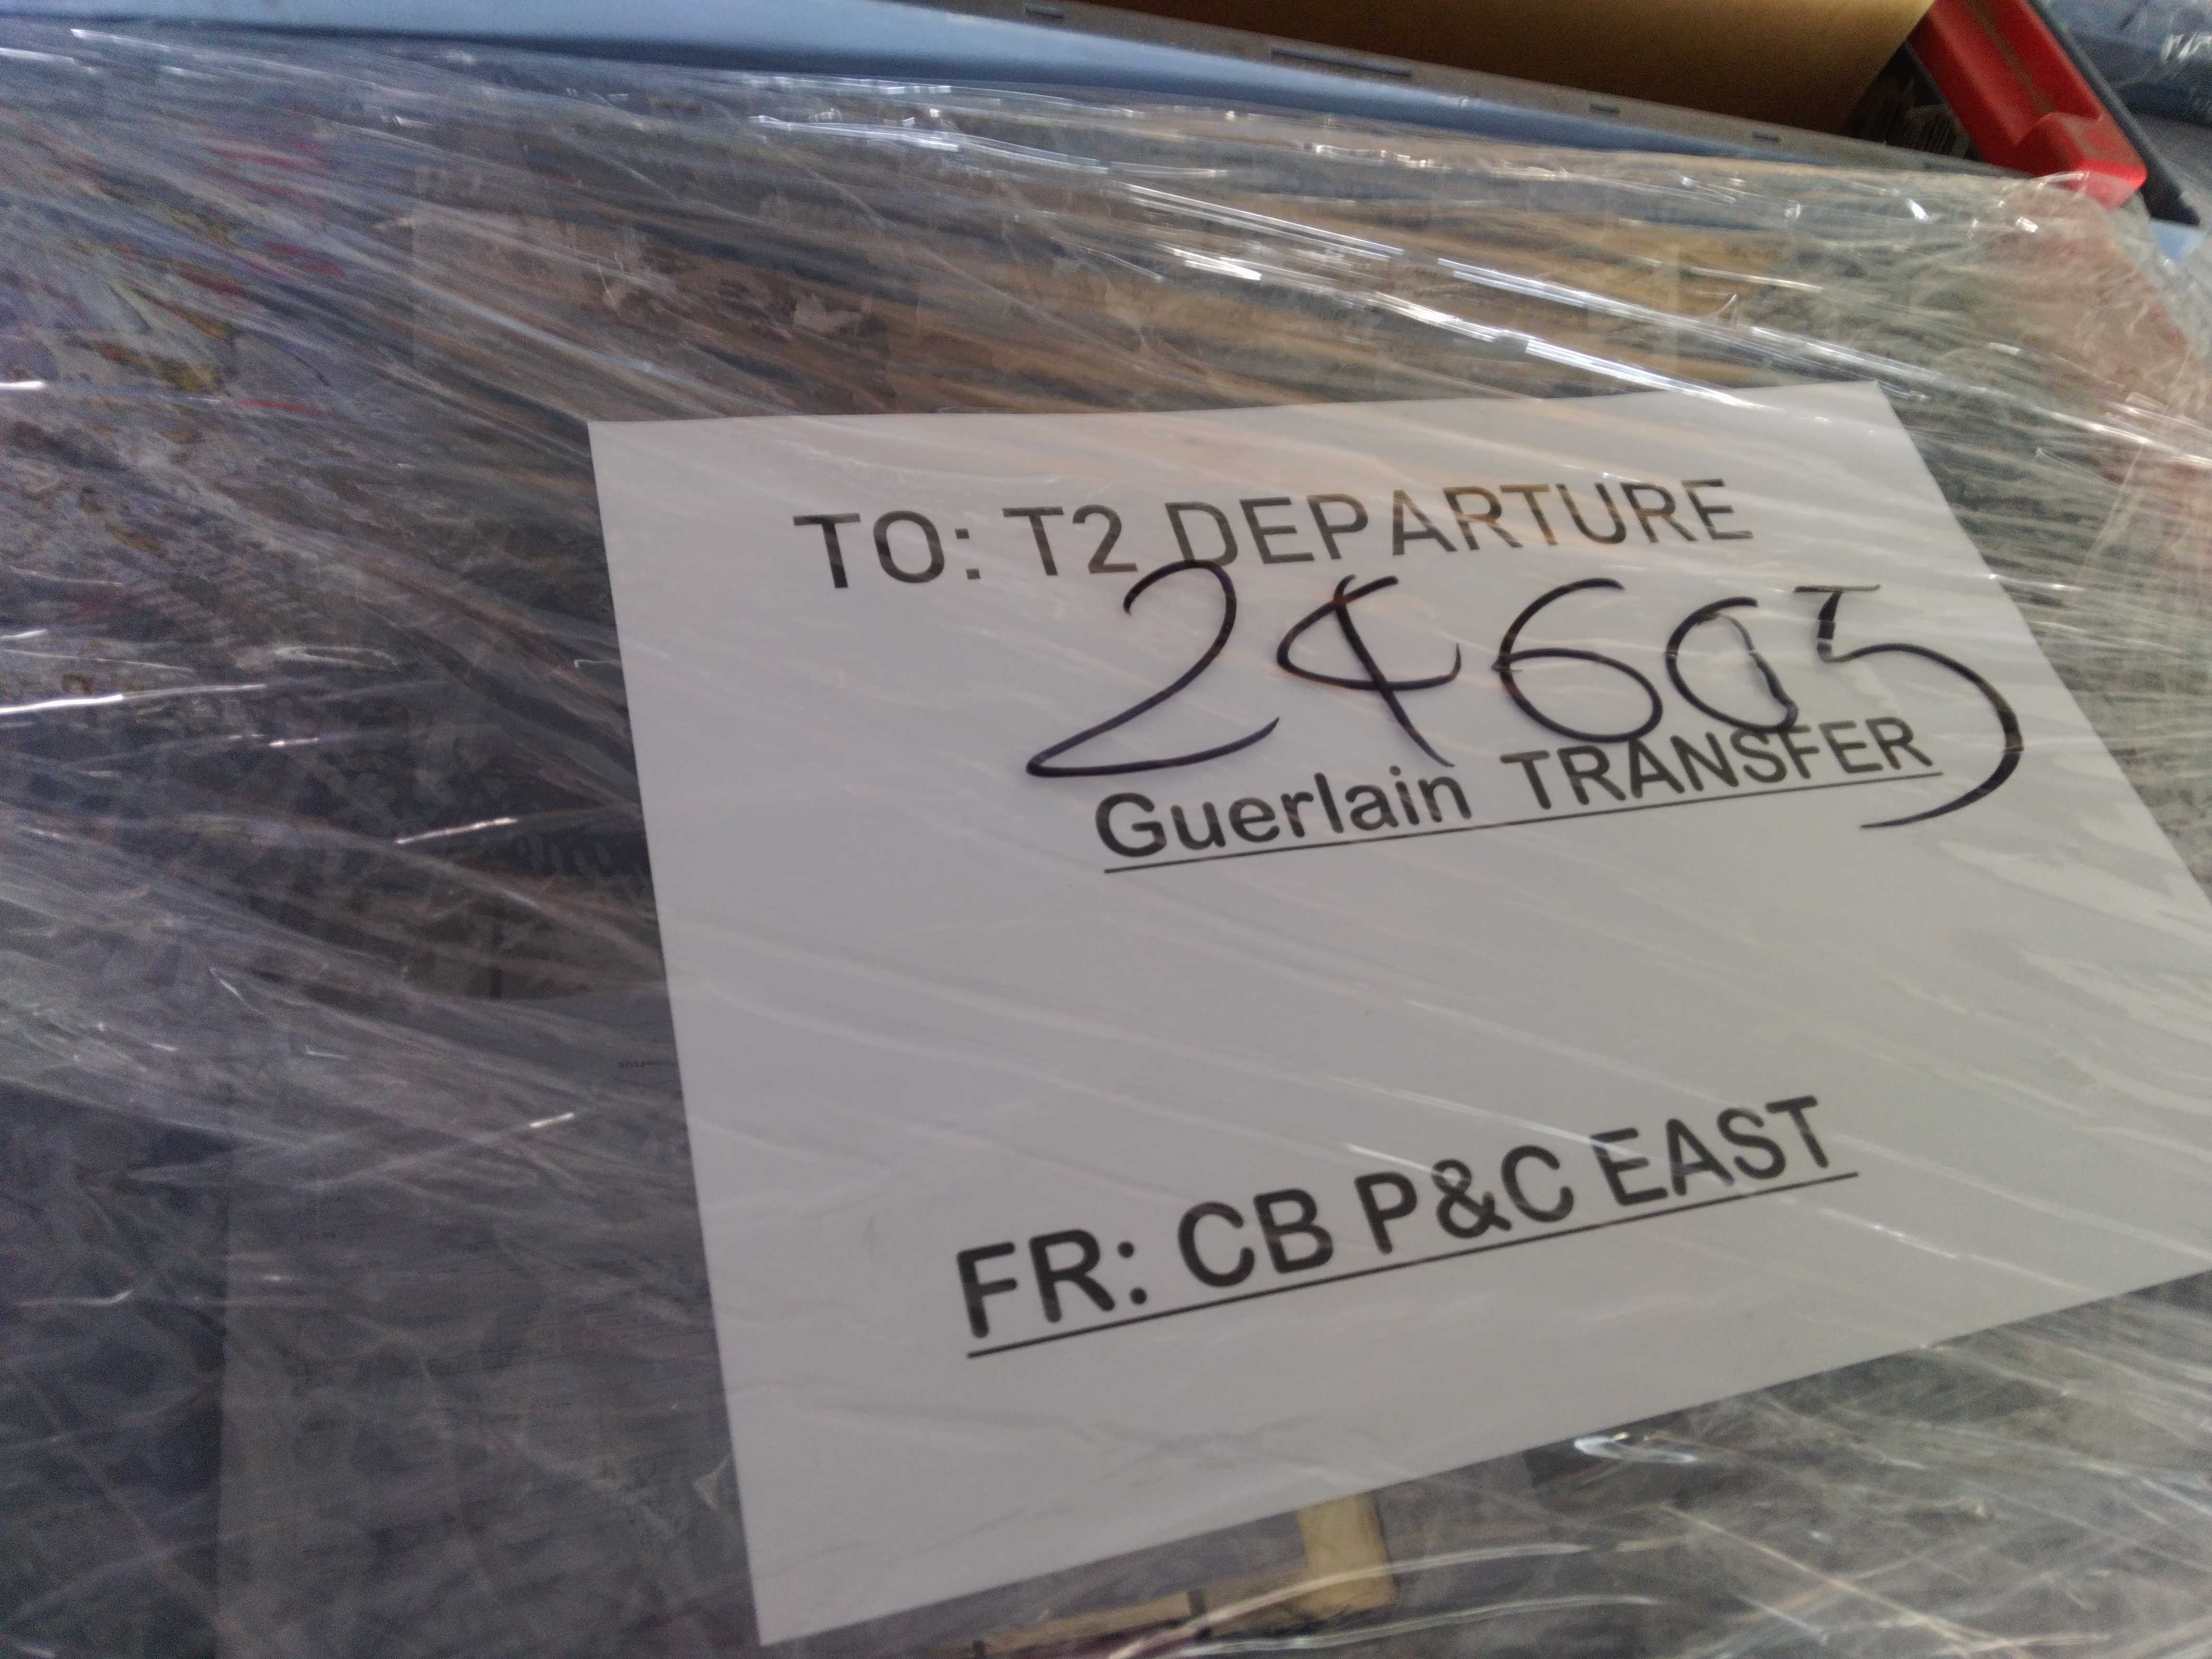 TO: T2 DEPARTURE
24605
Guerlain TRANSFER
FR: CB P&C EAST